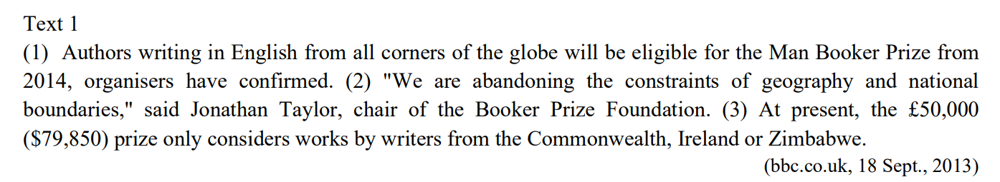 Text 1
(1) Authors writing in English from all corners of the globe will be eligible for the Man Booker Prize from
2014, organisers have confirmed. (2) "We are abandoning the constraints of geography and national
boundaries," said Jonathan Taylor, chair of the Booker Prize Foundation. (3) At present, the £50,000
($79,850) prize only considers works by writers from the Commonwealth, Ireland or Zimbabwe.
(bbc.co.uk, 18 Sept., 2013)